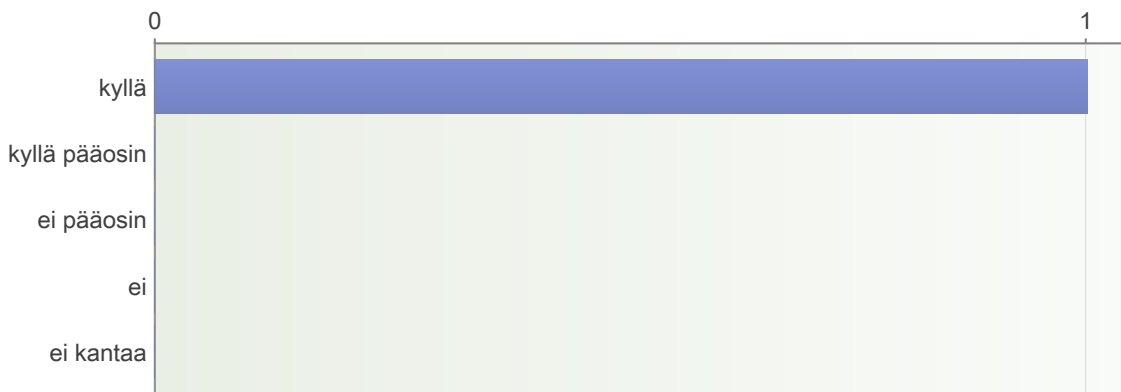 0 1
kyllä
kyllä pääosin
ei pääosin
ei
ei kantaa